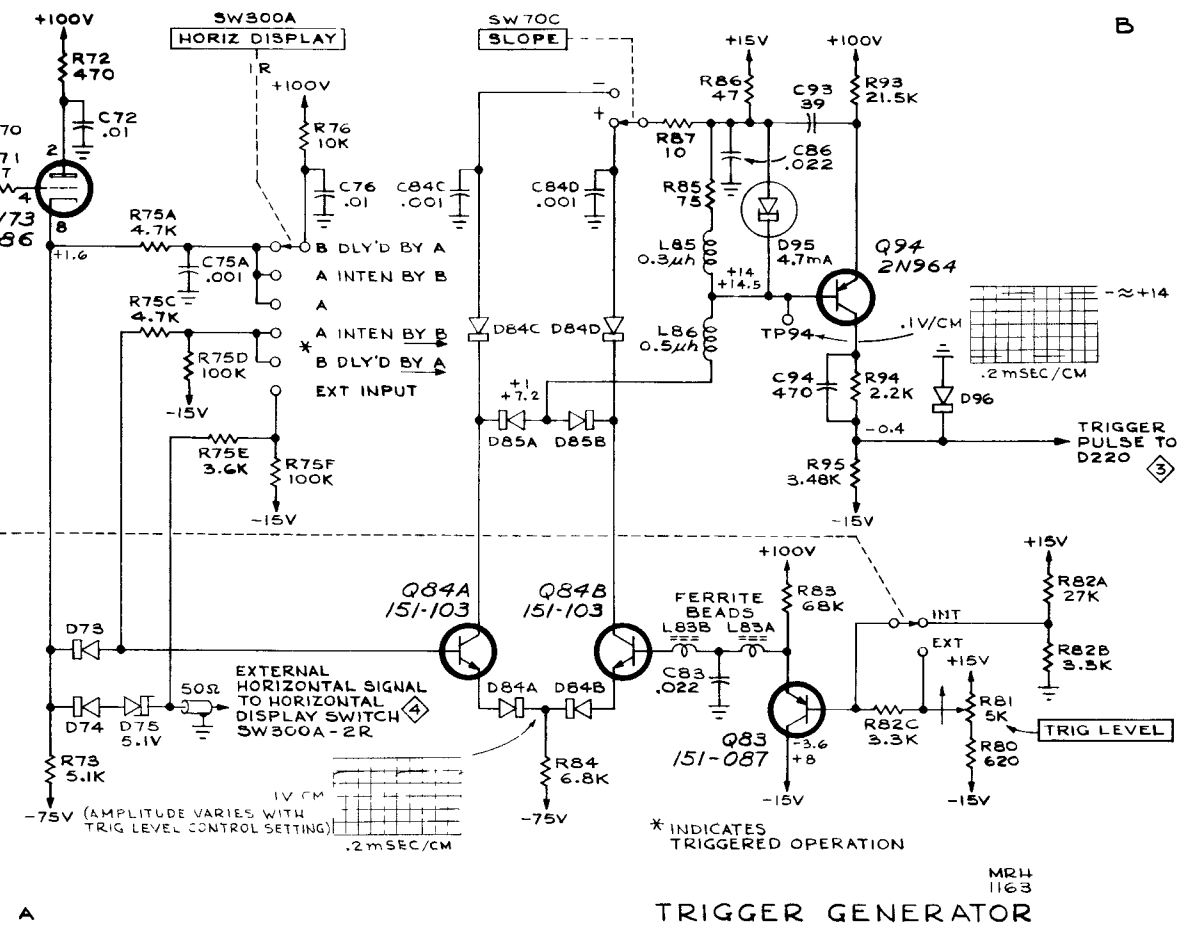 +100V
R72
470
C72
.01
70
71
7
2
4
8
/73
86
+1.6
SW300A
HORIZ DISPLAY
1R
+100V
R76
10K
C76
.01
R75A
4.7K
C75A
.001
R75C
4.7K
R75D
100K
-15V
*
B DLY'D BY A
A INTEN BY B
A
A INTEN BY B
B DLY'D BY A
EXT INPUT
R75E
3.6K
R75F
100K
-15V
SW70C
SLOPE
-
+
C84C
.001
C84D
.001
R87
10
R86
47
+15V
C93
39
+100V
R93
21.5K
B
C86
.022
R85
75
L85
0.3μh
D95
4.7mA
Q94
2N964
+14
+14.5
-≈+14
L86
0.5μh
TP94
.1V/CM
.2mSEC/CM
D84C
D84D
+1
+7.2
D85A
D85B
C94
470
R94
2.2K
D96
-0.4
TRIGGER
PULSE TO
D220
3
R95
3.48K
-15V
Q84A
151-103
Q84B
151-103
FERRITE
BEADS
L83B
L83A
+100V
R83
68K
INT
EXT
+15V
R82A
27K
R82B
3.3K
+15V
R81
5K
TRIG LEVEL
R82C
3.3K
R80
620
-15V
C83
.022
Q83
151-087
-3.6
+8
-15V
D73
D74
D75
5.1V
50Ω
EXTERNAL
HORIZONTAL SIGNAL
TO HORIZONTAL
DISPLAY SWITCH
SW300A-2R
4
D84A
D84B
R84
6.8K
-75V
R73
5.1K
-75V
1V CM
(AMPLITUDE VARIES WITH
TRIG LEVEL CONTROL SETTING)
.2mSEC/CM
* INDICATES
TRIGGERED OPERATION
MRH
1163
A
TRIGGER GENERATOR